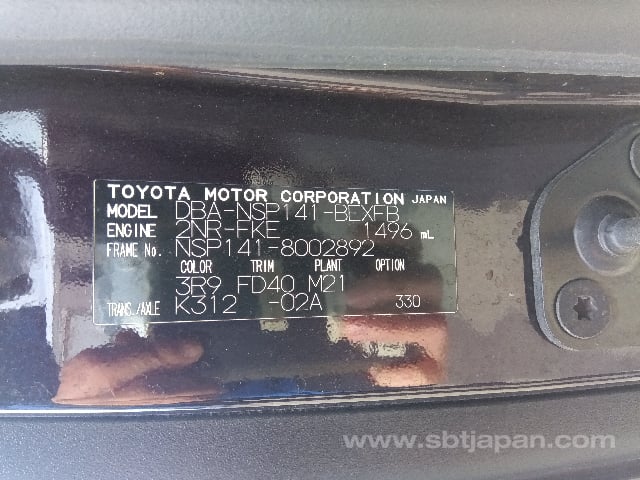 TOYOTA MOTOR CORPORATION JAPAN
MODEL DBA-NSP141-BEXFB
ENGINE 2NR-FKE 1496 mL
FRAME No. NSP141-8002892
COLOR TRIM PLANT OPTION
3R9 FD40 M21
TRANS./AXLE K312 -02A 330
www.sbtjapan.com